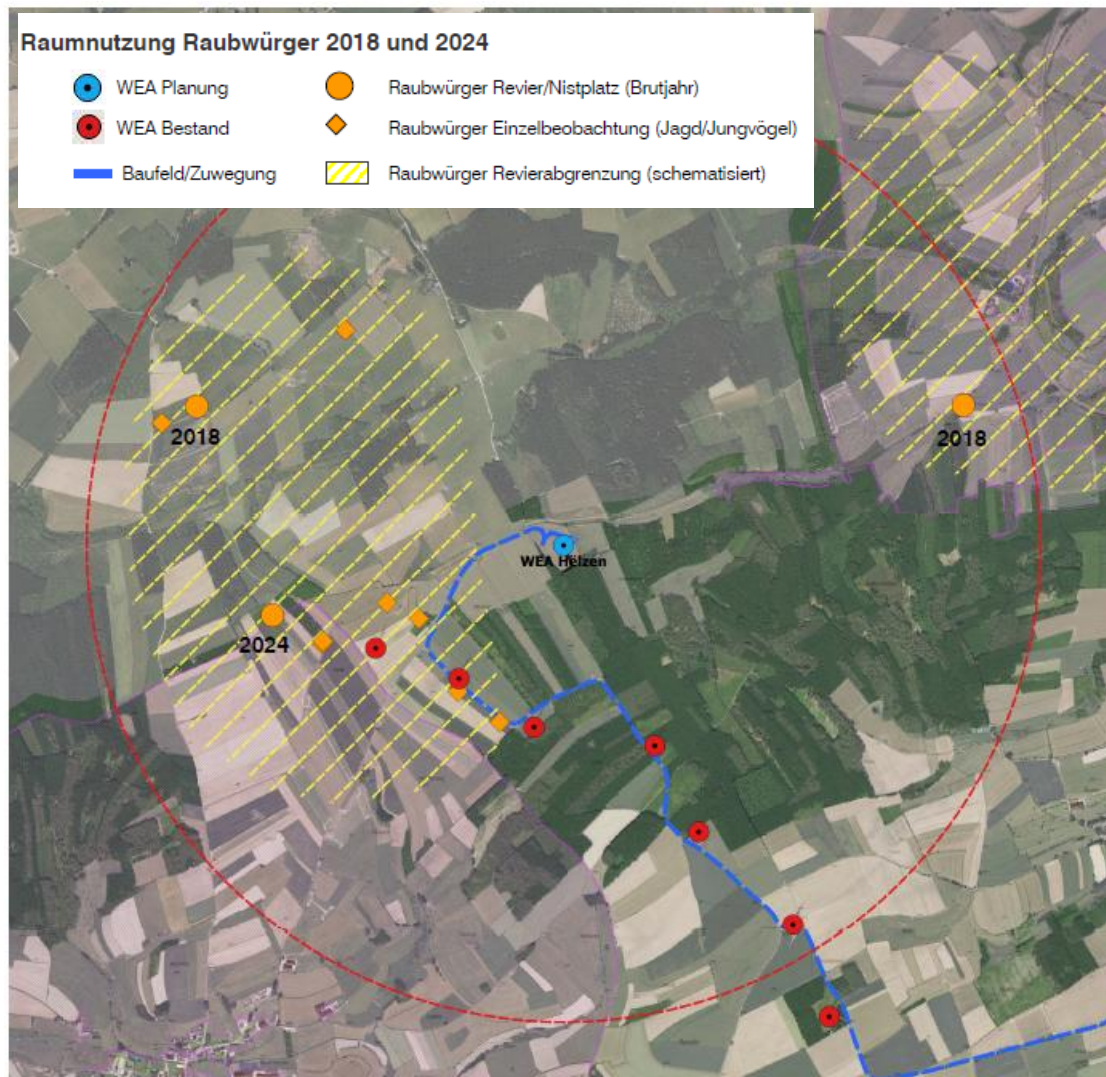 Raumnutzung Raubwürger 2018 und 2024
WEA Planung
Raubwürger Revier/Nistplatz (Brutjahr)
WEA Bestand
Raubwürger Einzelbeobachtung (Jagd/Jungvögel)
Baufeld/Zuwegung
Raubwürger Revierabgrenzung (schematisiert)
2018
2018
WEA Hëlzen
2024